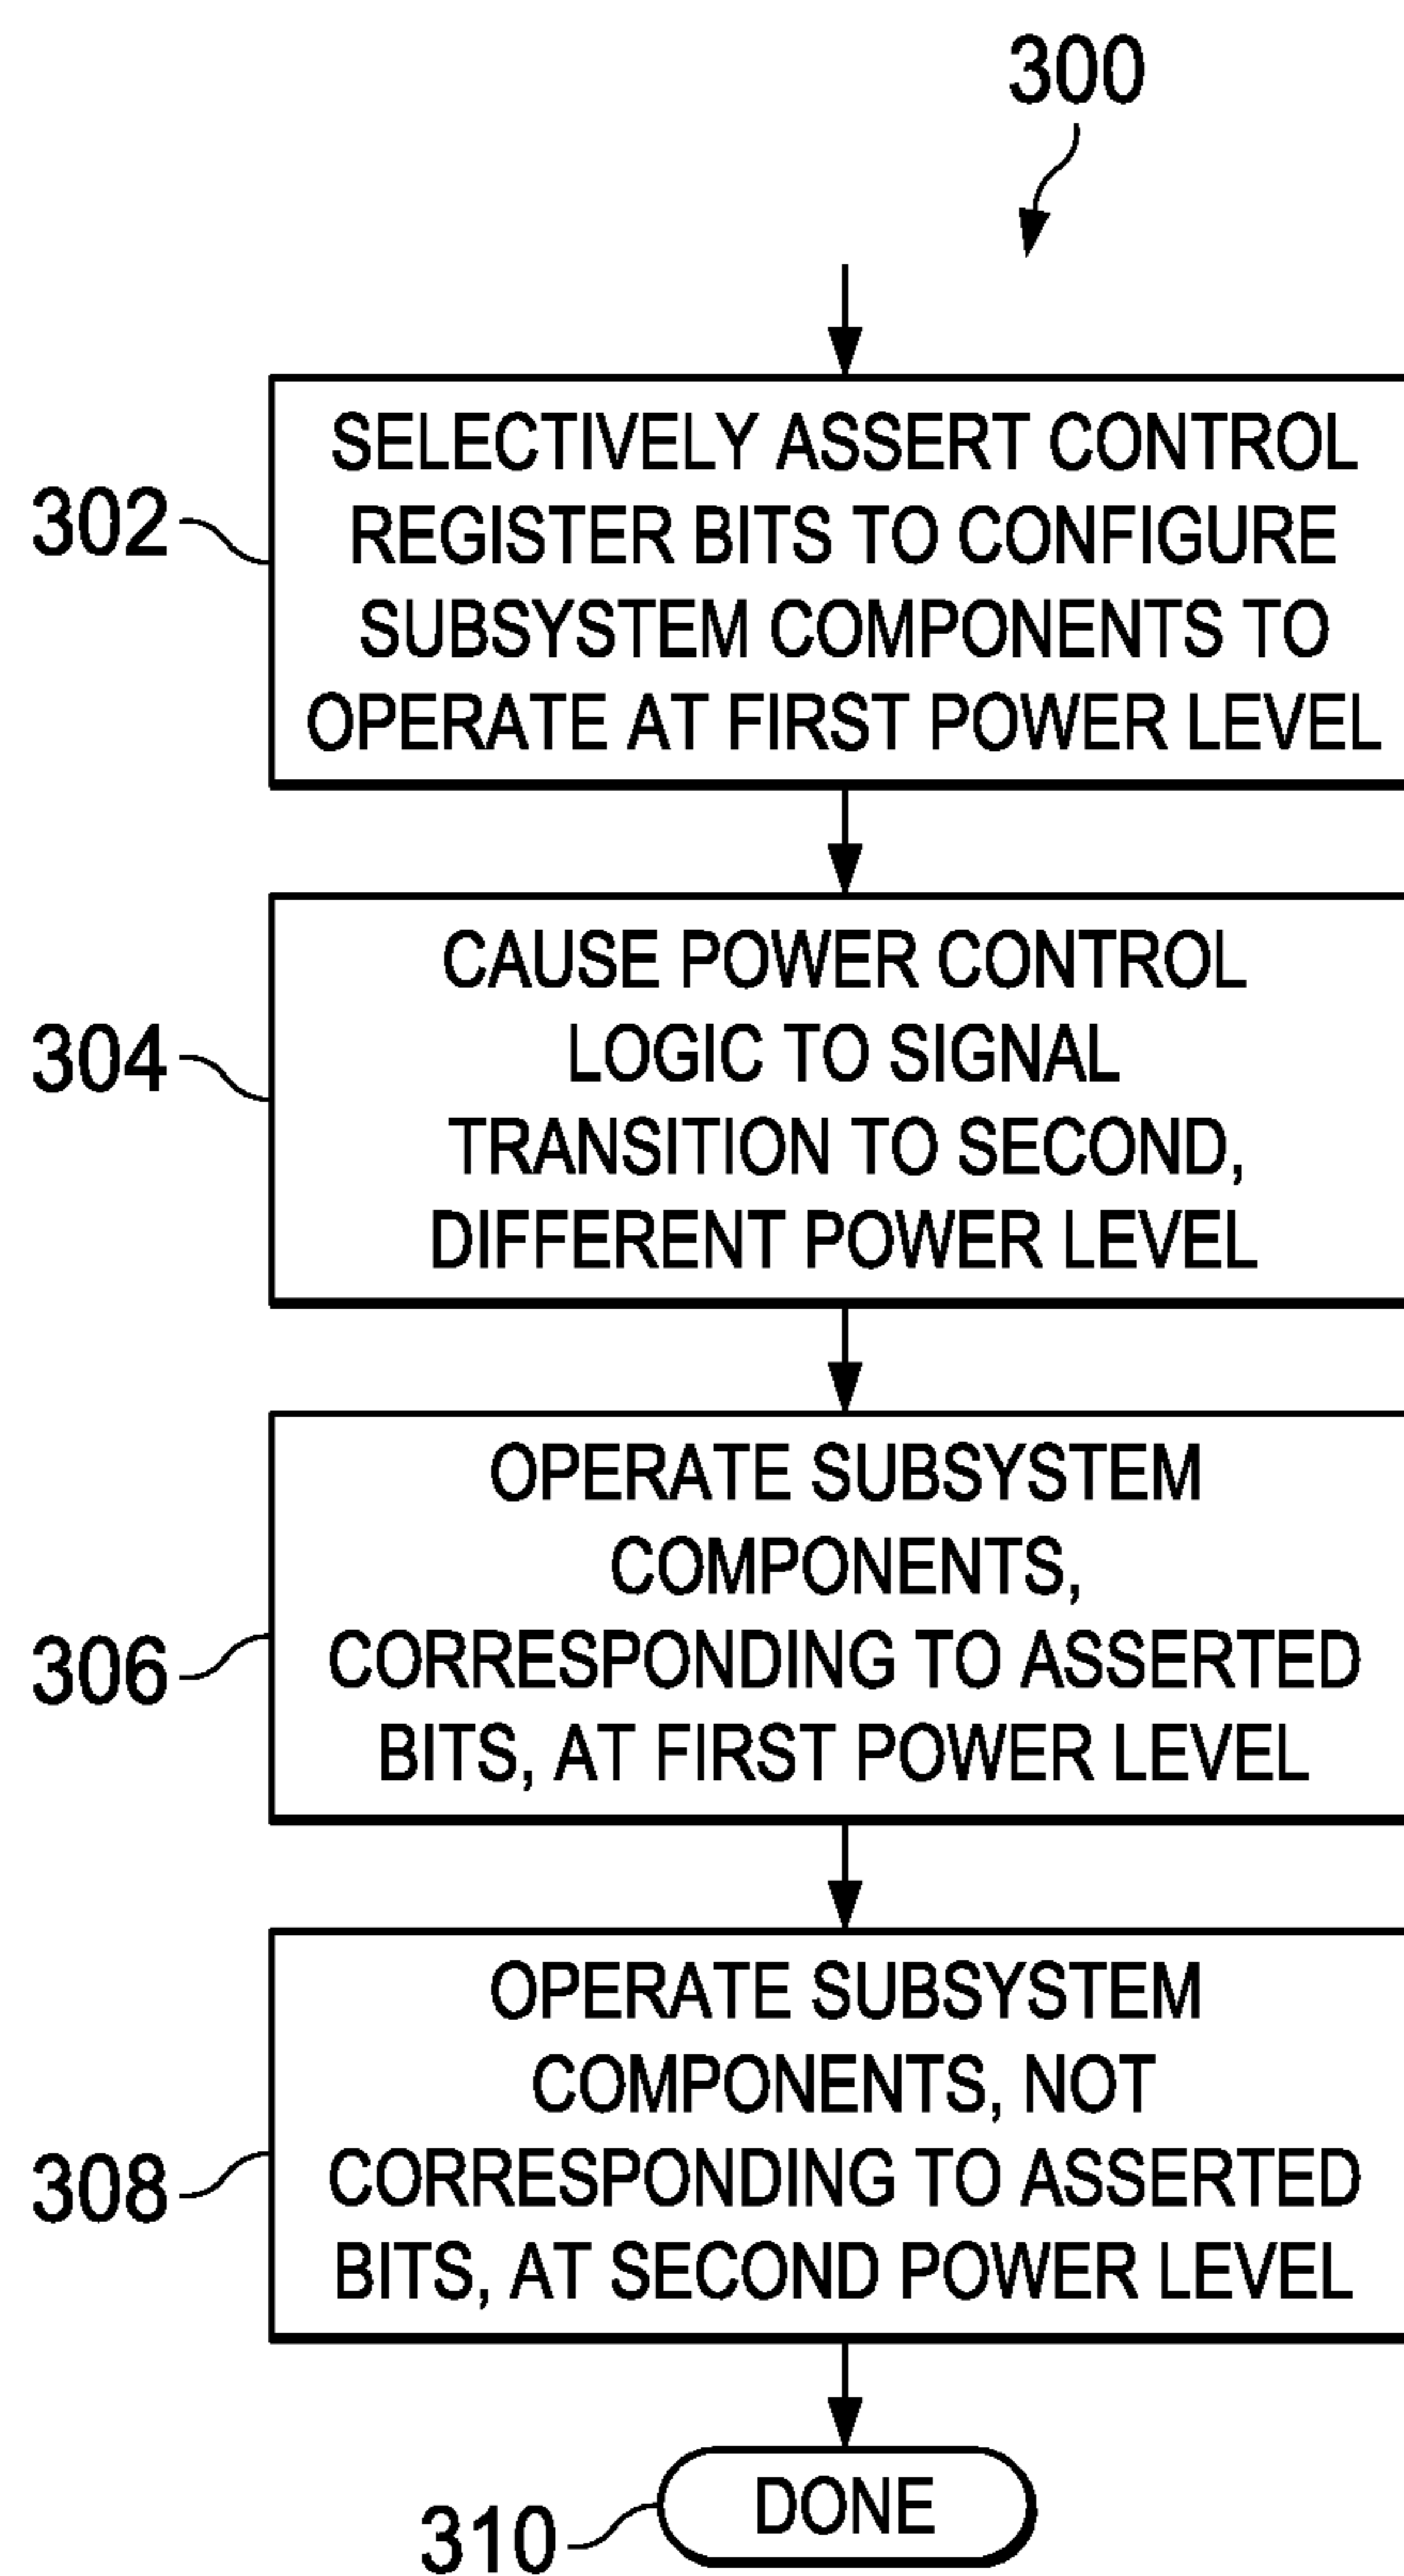 300
302
SELECTIVELY ASSERT CONTROL
REGISTER BITS TO CONFIGURE
SUBSYSTEM COMPONENTS TO
OPERATE AT FIRST POWER LEVEL
304
CAUSE POWER CONTROL
LOGIC TO SIGNAL
TRANSITION TO SECOND,
DIFFERENT POWER LEVEL
306
OPERATE SUBSYSTEM
COMPONENTS,
CORRESPONDING TO ASSERTED
BITS, AT FIRST POWER LEVEL
308
OPERATE SUBSYSTEM
COMPONENTS, NOT
CORRESPONDING TO ASSERTED
BITS, AT SECOND POWER LEVEL
310
DONE